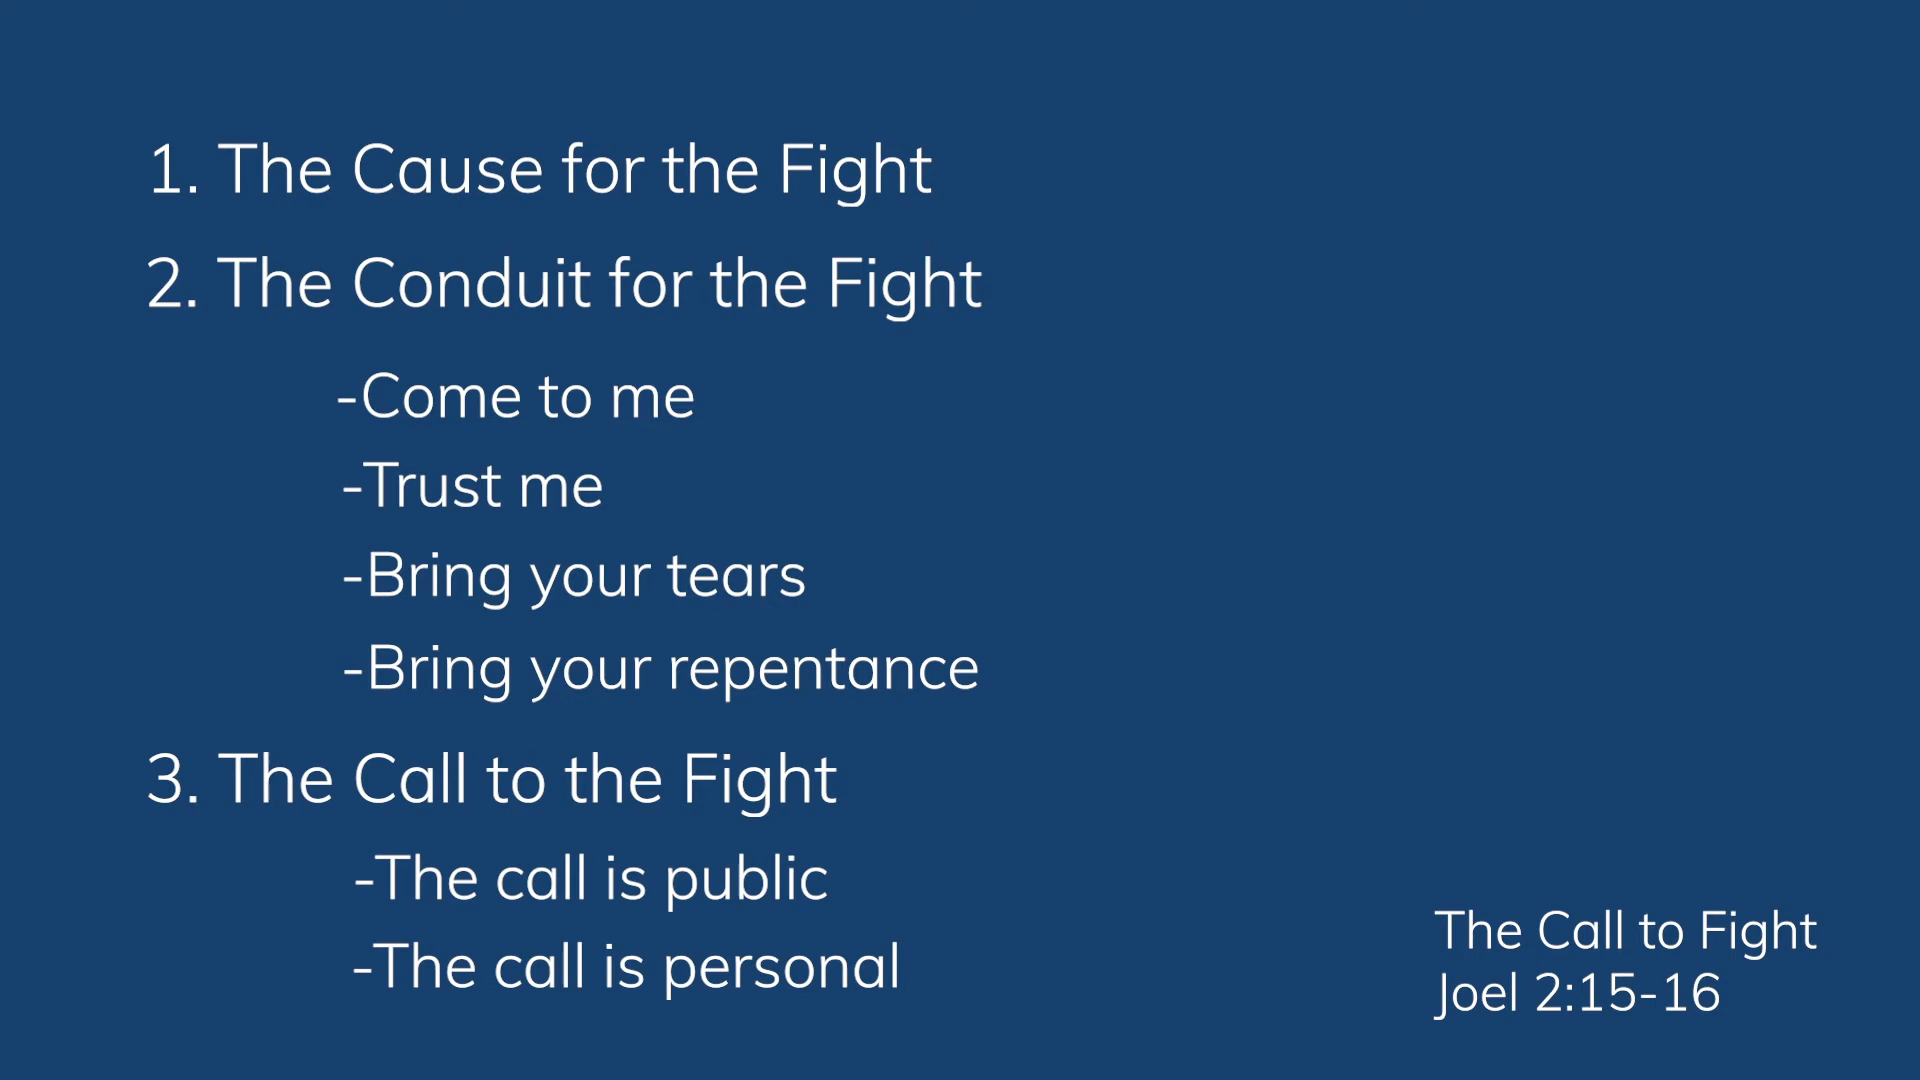 1. The Cause for the Fight
2. The Conduit for the Fight
-Come to me
-Trust me
-Bring your tears
-Bring your repentance
3. The Call to the Fight
-The call is public
-The call is personal
The Call to Fight
Joel 2:15-16